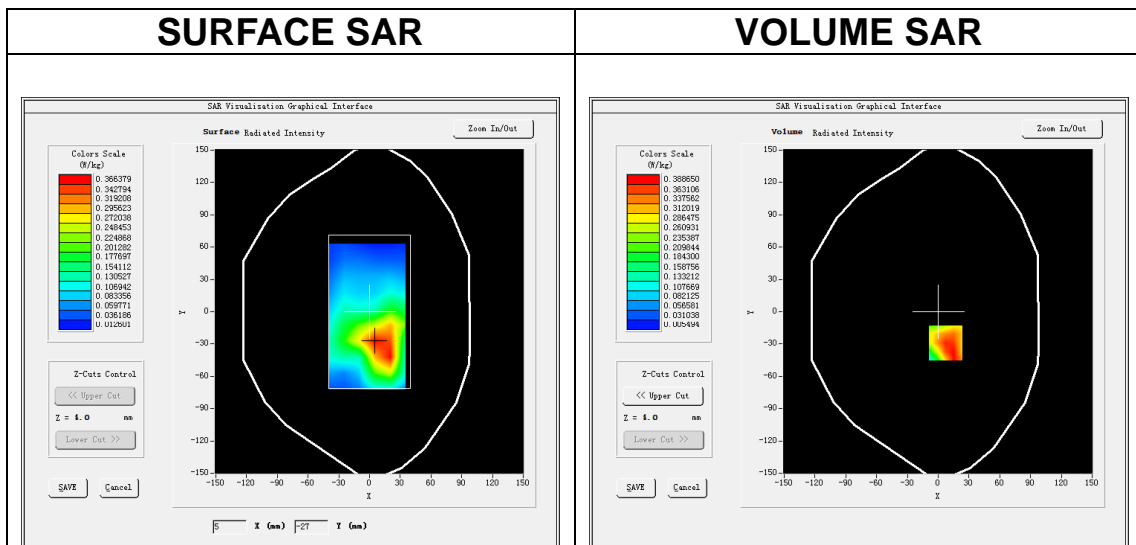 SURFACE SAR
VOLUME SAR
SAR Visualisation Graphical Interface
Surface Radiated Intensity
Zoom In/Out
Colors Scale
(W/kg)
0.366379
0.342794
0.319208
0.295623
0.272038
0.248453
0.224868
0.201282
0.177697
0.154112
0.130527
0.106942
0.083356
0.059771
0.036186
0.012601
150
120
90
60
30
0
-30
-60
-90
-120
-150
Y
-150 -120 -90 -60 -30 0 30 60 90 120 150
X
Z-Cuts Control
<< Upper Cut
Z = 4.0 mm
Lower Cut >>
SAVE Cancel
5 X (mm) -27 Y (mm)
SAR Visualisation Graphical Interface
Volume Radiated Intensity
Zoom In/Out
Colors Scale
(W/kg)
0.388650
0.363106
0.337562
0.312019
0.286475
0.260931
0.235387
0.209844
0.184300
0.158756
0.133212
0.107669
0.082125
0.056581
0.031038
0.005494
150
120
90
60
30
0
-30
-60
-90
-120
-150
Y
-150 -120 -90 -60 -30 0 30 60 90 120 150
X
Z-Cuts Control
<< Upper Cut
Z = 4.0 mm
Lower Cut >>
SAVE Cancel